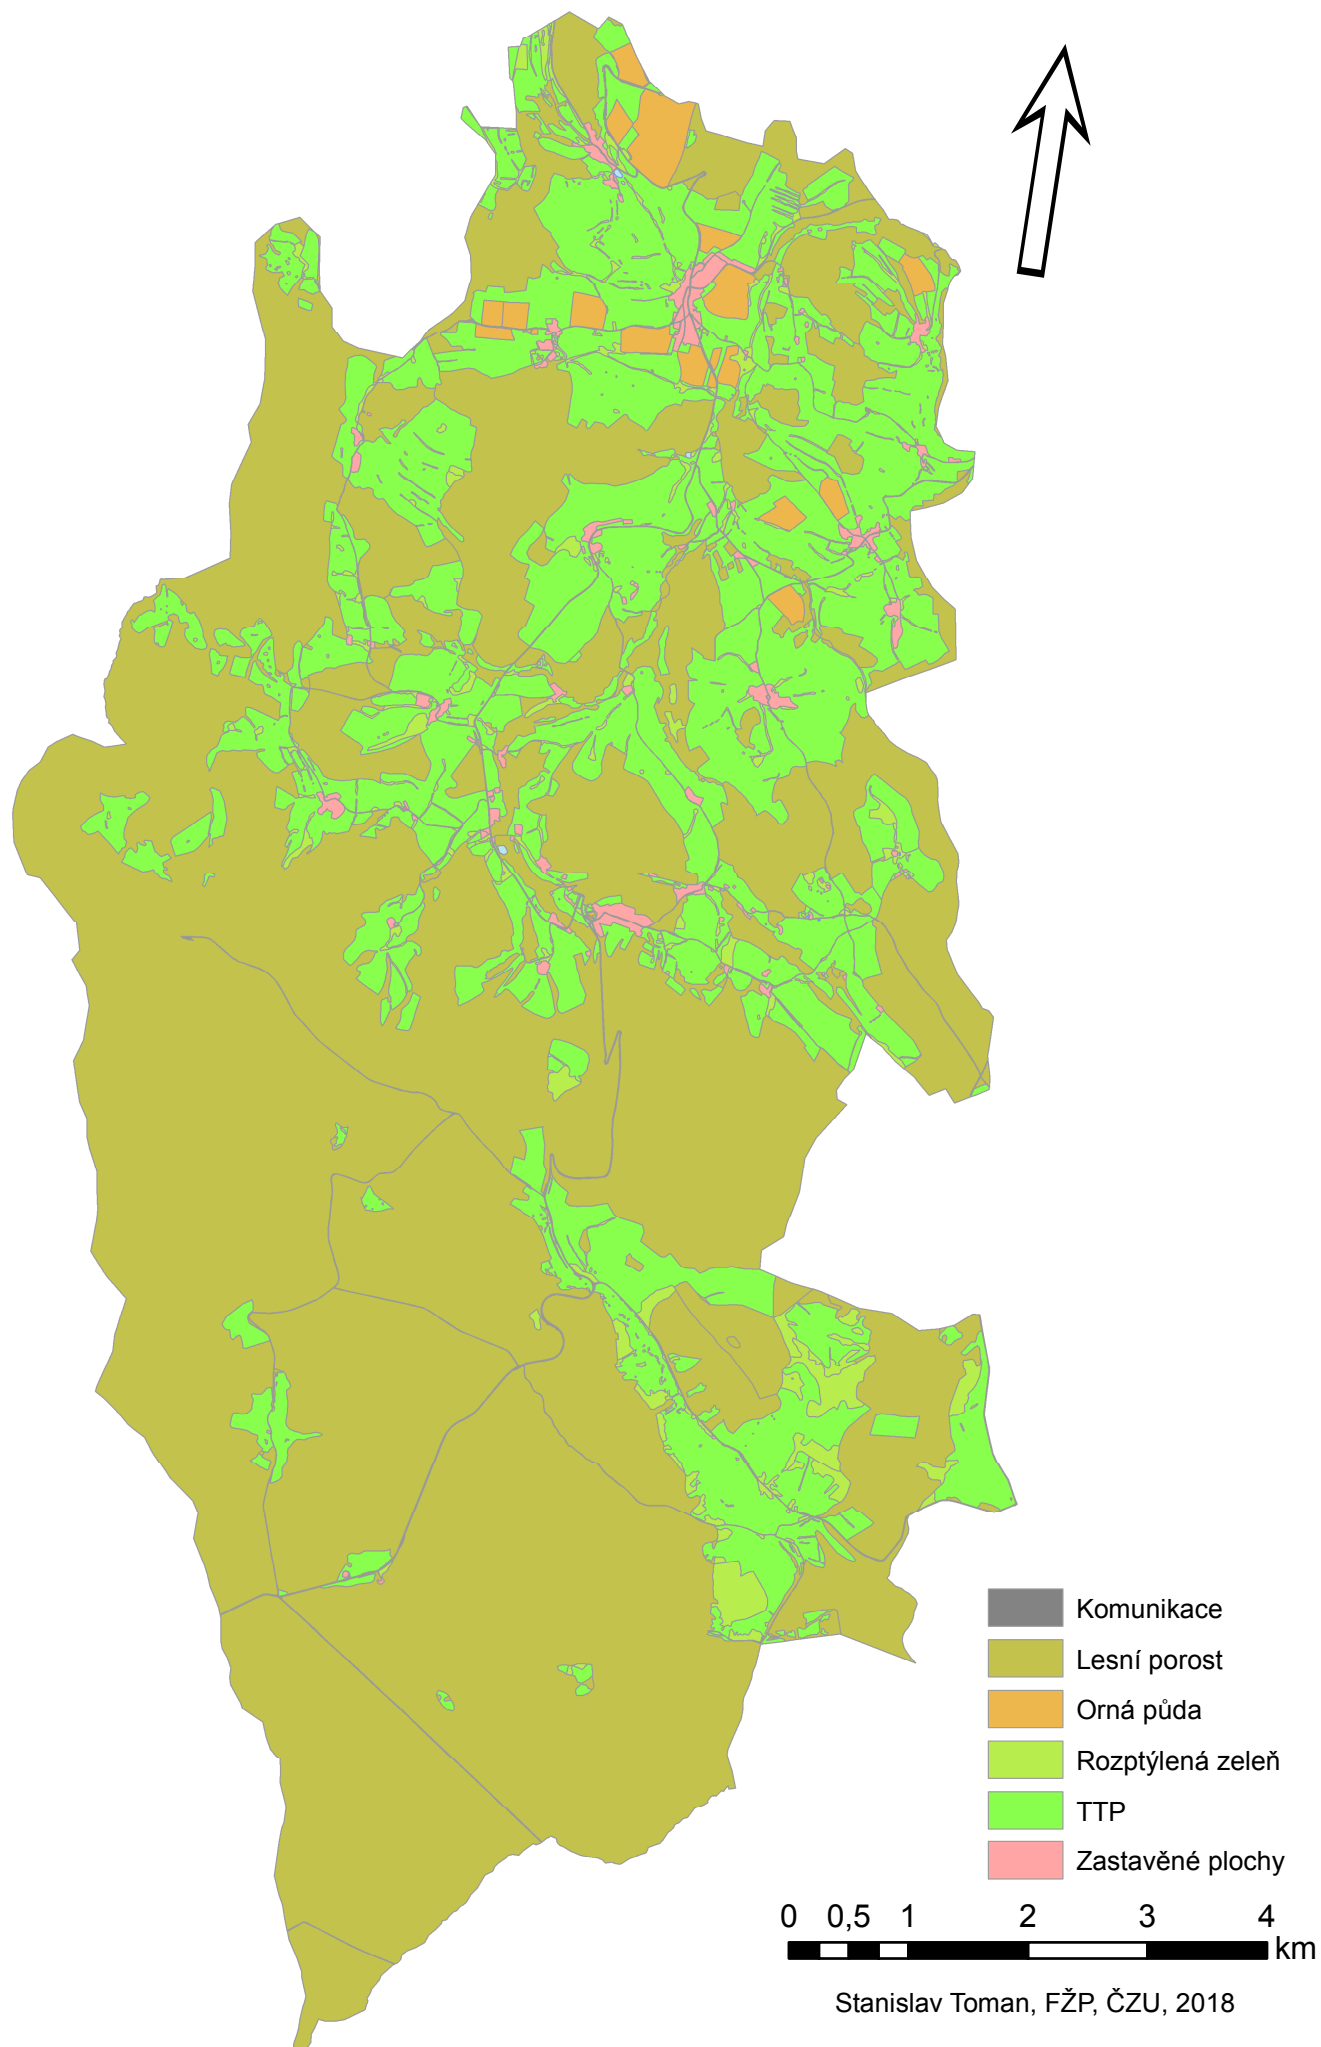 Komunikace
Lesní porost
Orná půda
Rozptýlená zeleň
TTP
Zastavěné plochy
0 0,5 1 2 3 4
km
Stanislav Toman, FŽP, ČZU, 2018